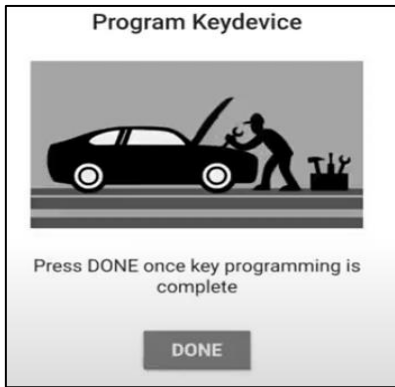 Program Keydevice
Press DONE once key programming is
complete
DONE